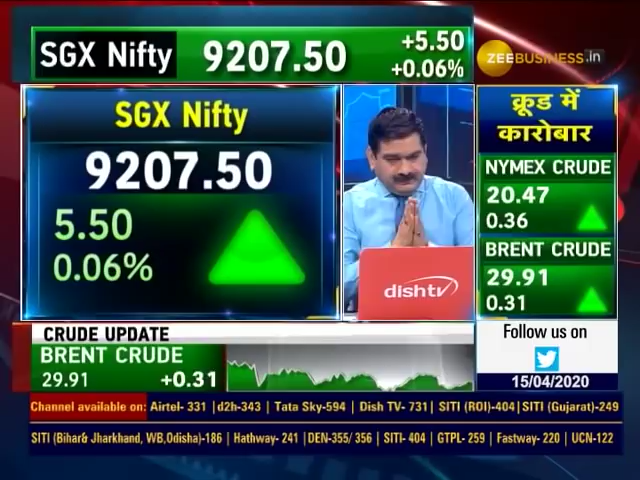 SGX Nifty 9207.50 +5.50
+0.06%
ZEEBUSINESS.in
SGX Nifty
9207.50
5.50
0.06%
dishtv
क्रूड में
कारोबार
NYMEX CRUDE
20.47
0.36
BRENT CRUDE
29.91
0.31
CRUDE UPDATE
BRENT CRUDE
29.91 +0.31
Follow us on
15/04/2020
Channel available on: Airtel- 331 |d2h-343 | Tata Sky-594 | Dish TV- 731| SITI (ROI)-404|SITI (Gujarat)-249
SITI (Bihar& Jharkhand, WB,Odisha)-186 | Hathway- 241 |DEN-355/ 356 | SITI- 404 | GTPL- 259 | Fastway- 220 | UCN-122